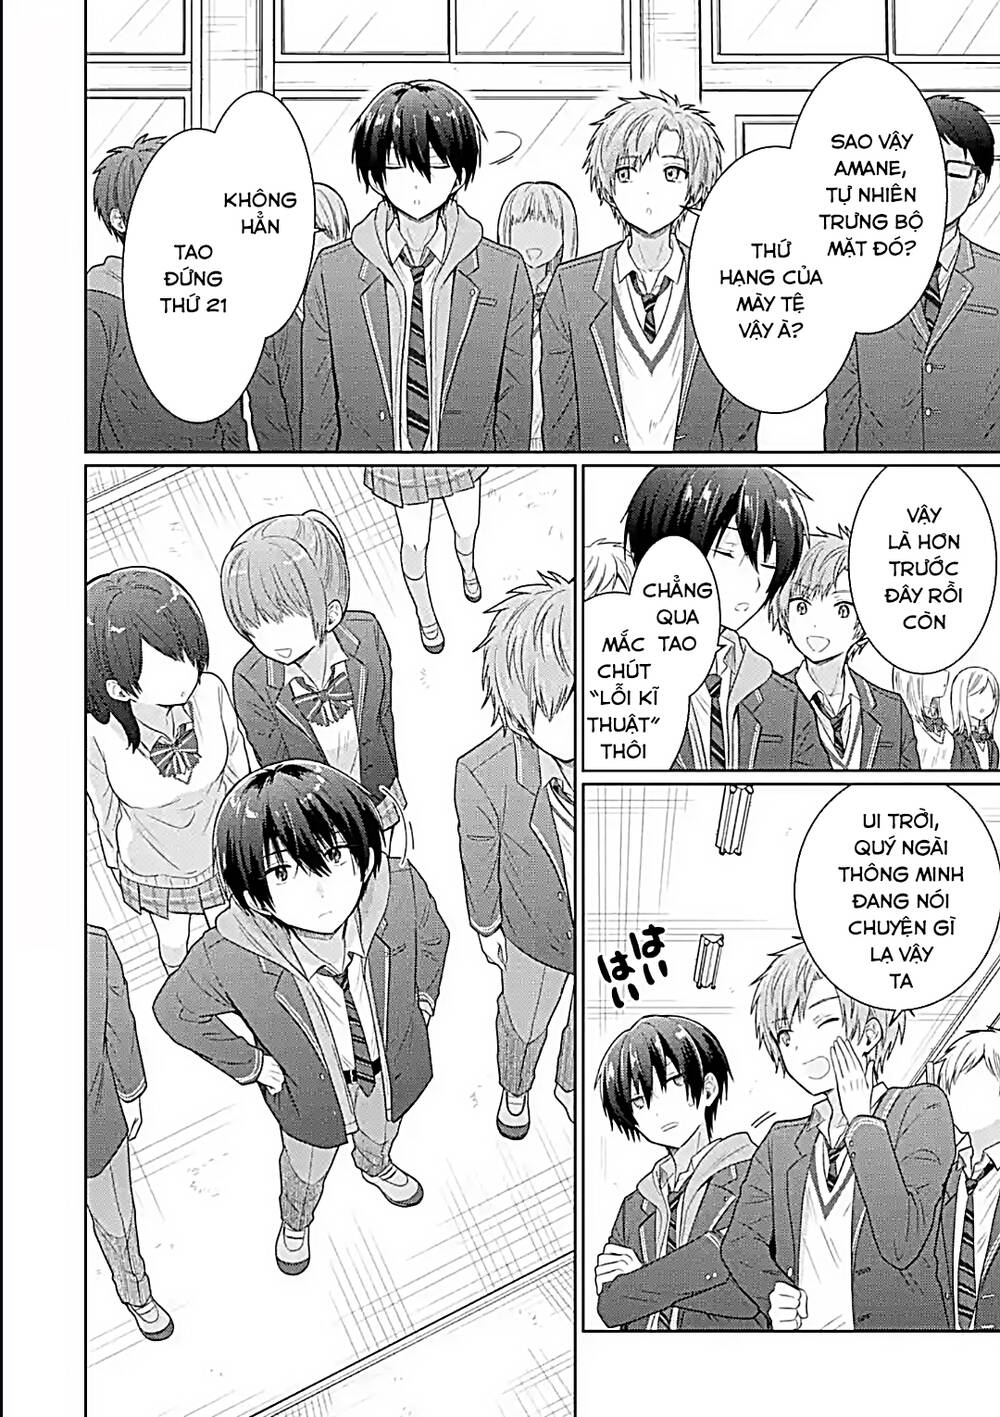 SAO VẬY
AMANE,
TỰ NHIÊN
TRƯNG BỘ
MẶT ĐÓ?
THỨ
HẠNG CỦA
MÀY TỆ
VẬY À?
KHÔNG
HẲN
TAO
ĐỨNG
THỨ 21
VẬY
LÀ HƠN
TRƯỚC
ĐÂY RỒI
CÒN
CHẲNG
QUA
MẮC TAO
CHÚT
“LỖI KĨ
THUẬT”
THÔI
UI TRỜI,
QUÝ NGÀI
THÔNG MINH
ĐANG NÓI
CHUYỆN GÌ
LẠ VẬY
TA
はい
はい